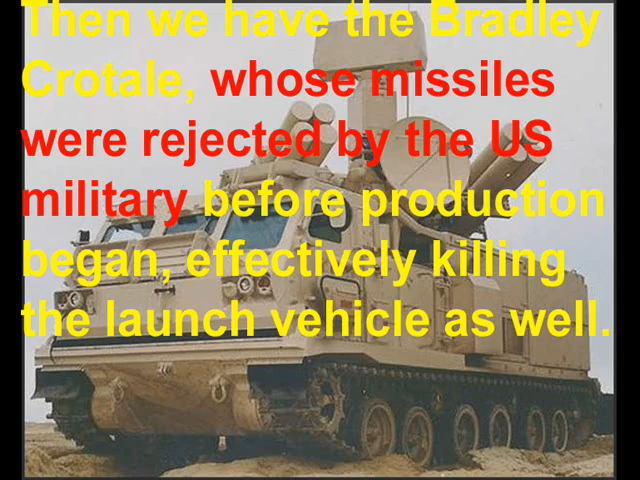 Then we have the Bradley
Crotale, whose missiles
were rejected by the US
military before production
began, effectively killing
the launch vehicle as well.